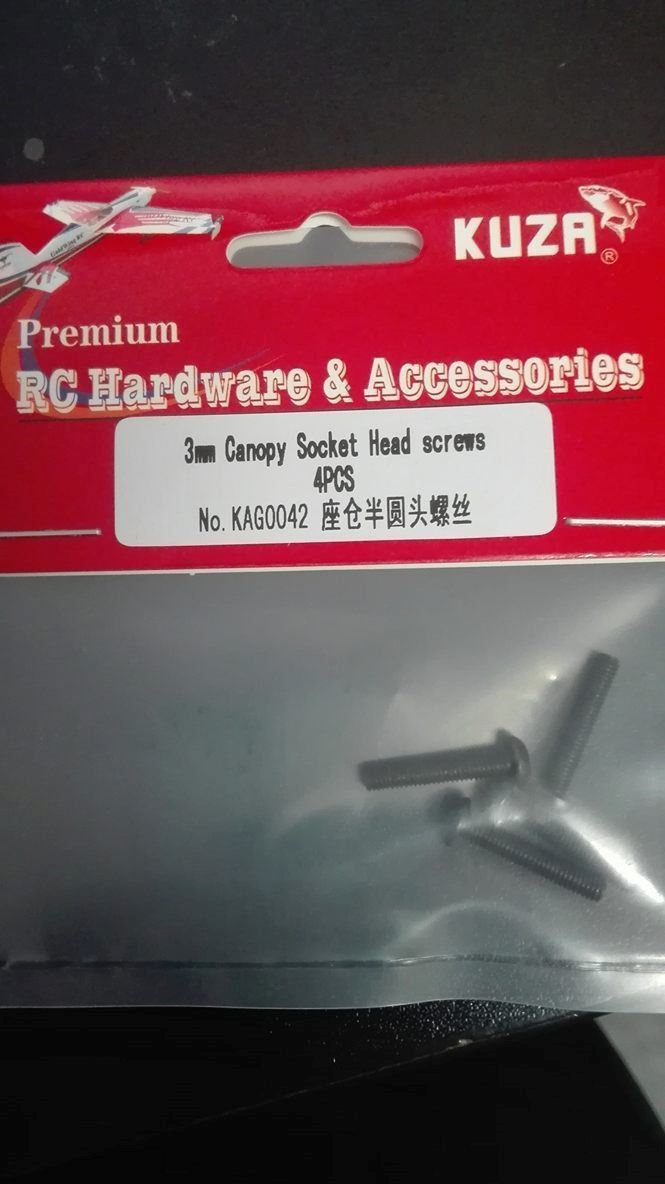 KUZA
®
Premium
RC Hardware & Accessories
3mm Canopy Socket Head screws
4PCS
No. KAG0042 座仓半圆头螺丝